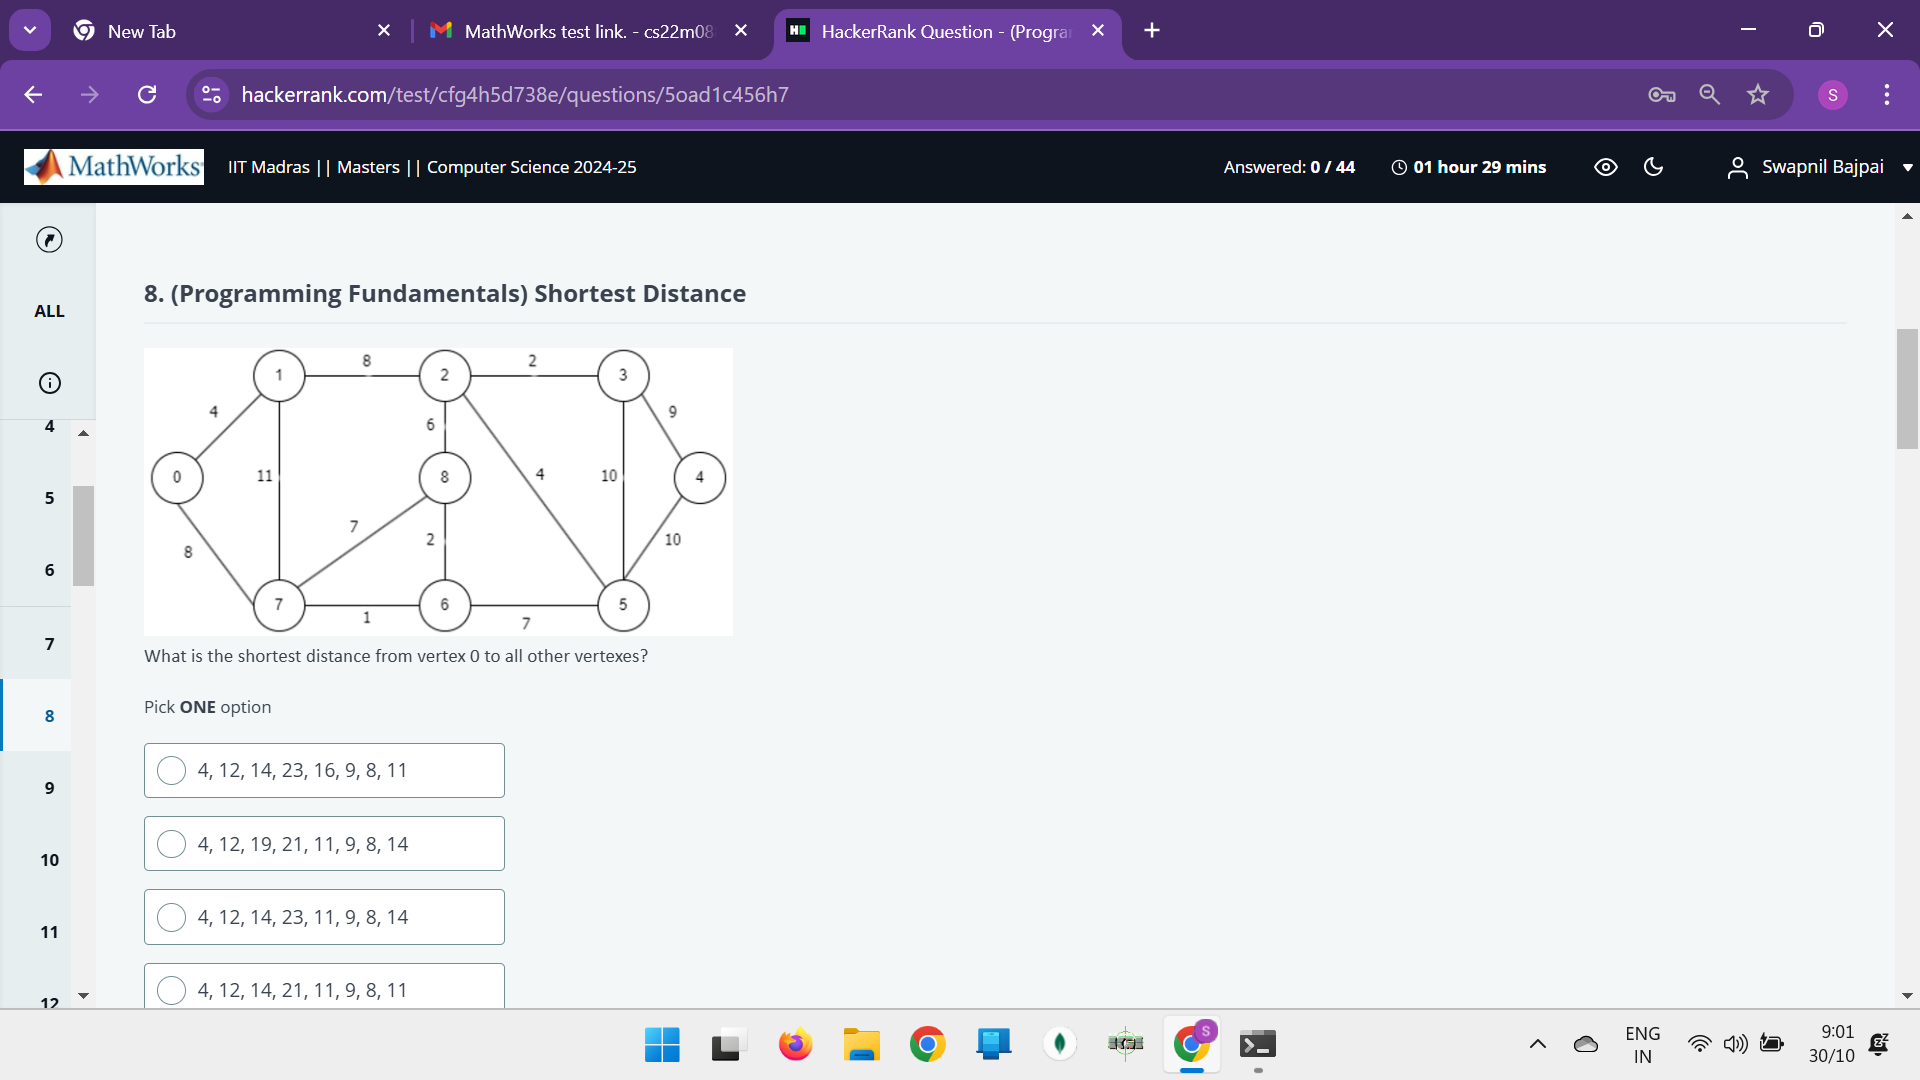 New Tab
MathWorks test link. - cs22m08
HackerRank Question - (Progra
hackerrank.com/test/cfg4h5d738e/questions/5oad1c456h7
S
MathWorks
IIT Madras || Masters || Computer Science 2024-25
Answered: 0 / 44
01 hour 29 mins
Swapnil Bajpai
ALL
4
5
6
7
8
9
10
11
12
8. (Programming Fundamentals) Shortest Distance
1 8 2 2 3
4 6 9
0 11 8 4 10 4
8 7 2 10
7 1 6 7 5
What is the shortest distance from vertex 0 to all other vertexes?
Pick ONE option
4, 12, 14, 23, 16, 9, 8, 11
4, 12, 19, 21, 11, 9, 8, 14
4, 12, 14, 23, 11, 9, 8, 14
4, 12, 14, 21, 11, 9, 8, 11
S
ENG
IN
9:01
30/10